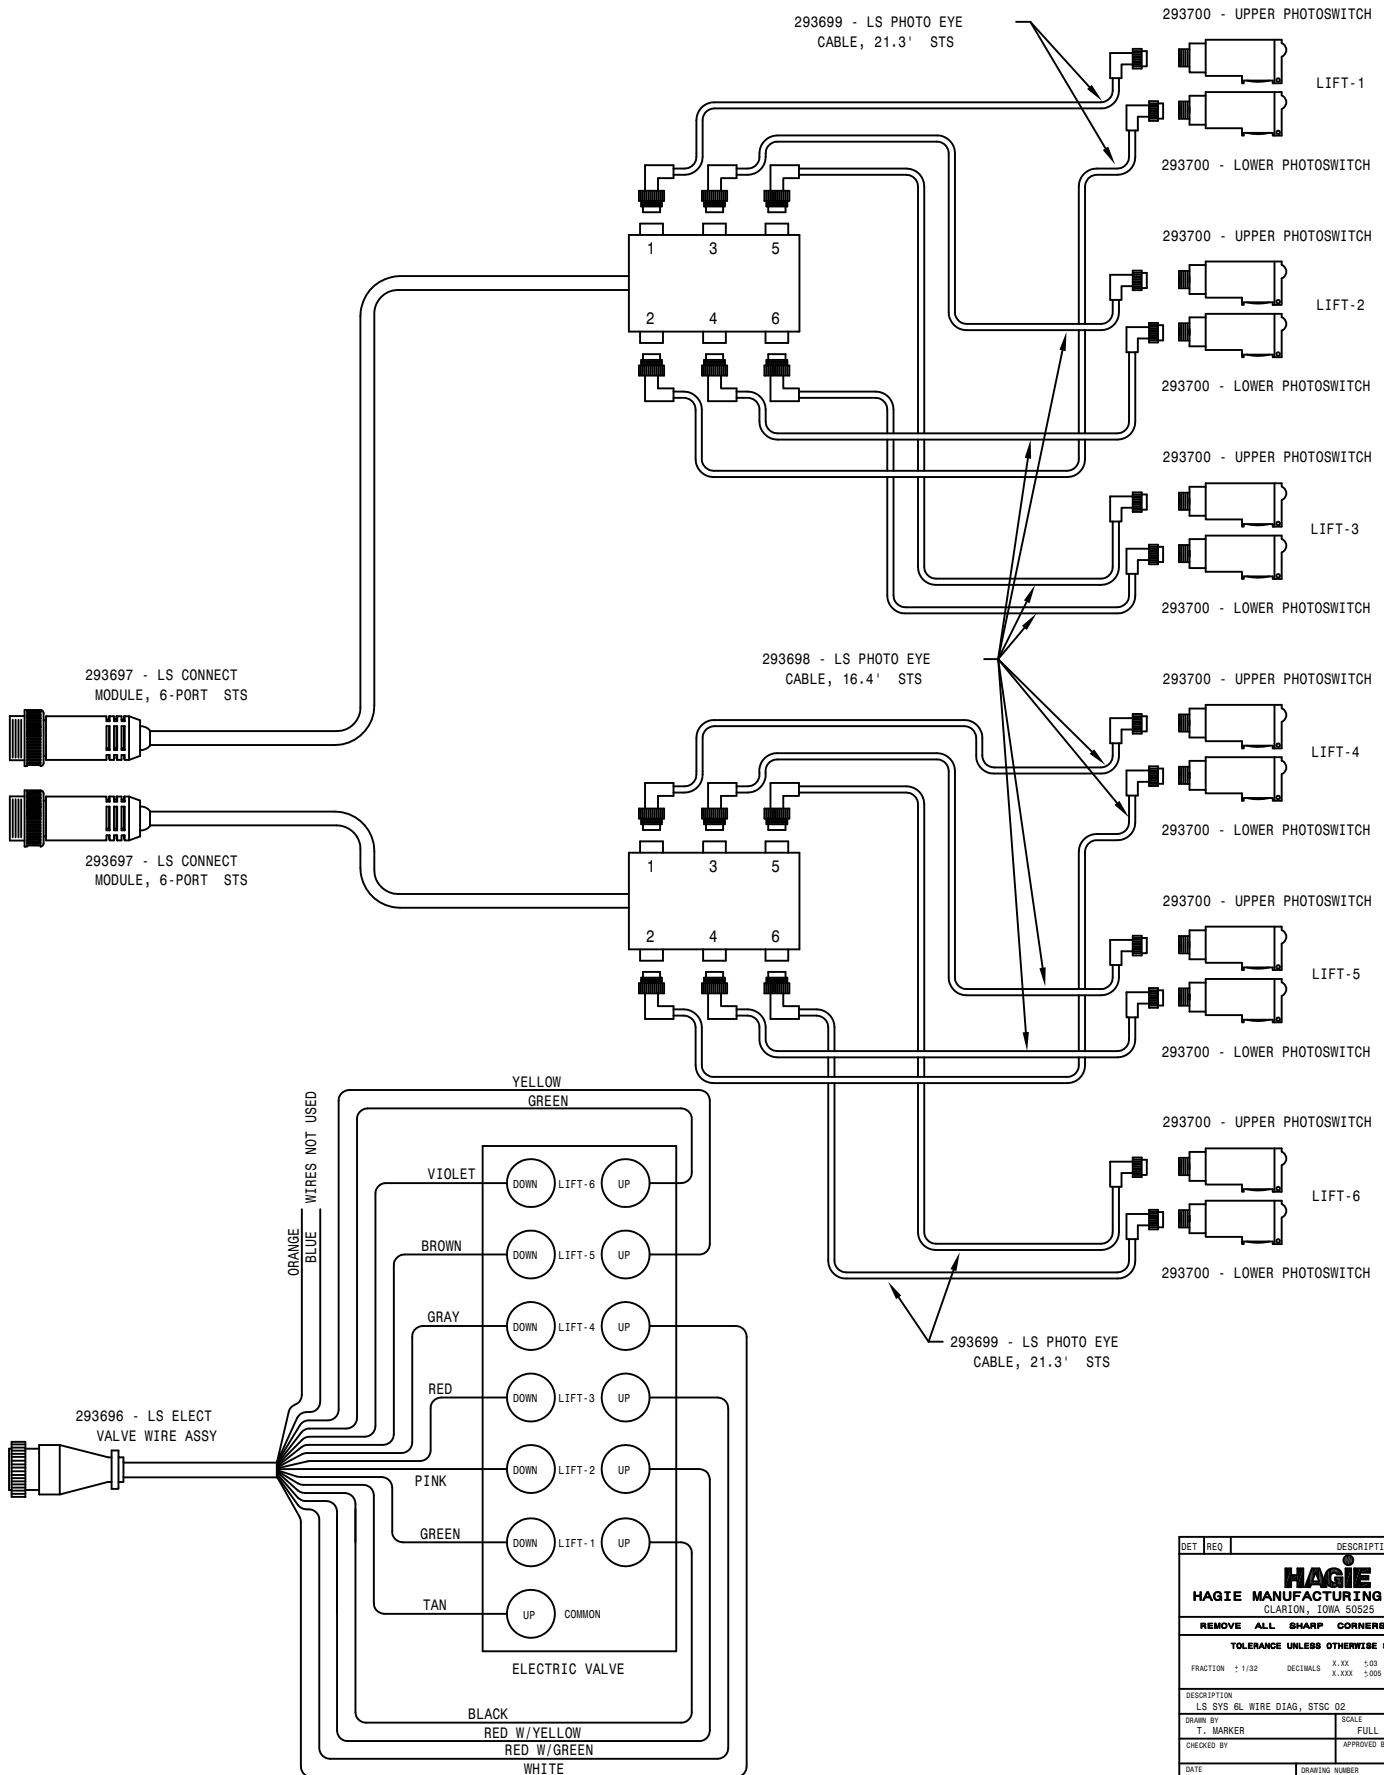 293699 - LS PHOTO EYE
CABLE, 21.3' STS
293700 - UPPER PHOTOSWITCH
LIFT-1
293700 - LOWER PHOTOSWITCH
1 3 5
2 4 6
293700 - UPPER PHOTOSWITCH
LIFT-2
293700 - LOWER PHOTOSWITCH
293700 - UPPER PHOTOSWITCH
LIFT-3
293700 - LOWER PHOTOSWITCH
293697 - LS CONNECT
MODULE, 6-PORT STS
293698 - LS PHOTO EYE
CABLE, 16.4' STS
293700 - UPPER PHOTOSWITCH
LIFT-4
293700 - LOWER PHOTOSWITCH
293697 - LS CONNECT
MODULE, 6-PORT STS
1 3 5
2 4 6
293700 - UPPER PHOTOSWITCH
LIFT-5
293700 - LOWER PHOTOSWITCH
293700 - UPPER PHOTOSWITCH
LIFT-6
293700 - LOWER PHOTOSWITCH
293699 - LS PHOTO EYE
CABLE, 21.3' STS
YELLOW
GREEN
WIRES NOT USED
ORANGE
BLUE
VIOLET
DOWN LIFT-6 UP
BROWN
DOWN LIFT-5 UP
GRAY
DOWN LIFT-4 UP
RED
DOWN LIFT-3 UP
293696 - LS ELECT
VALVE WIRE ASSY
DOWN LIFT-2 UP
PINK
GREEN
DOWN LIFT-1 UP
TAN
UP COMMON
ELECTRIC VALVE
BLACK
RED W/YELLOW
RED W/GREEN
WHITE
DET REQ DESCRIPTI
HAGIE
HAGIE MANUFACTURING
CLARION, IOWA 50525
REMOVE ALL SHARP CORNERS
TOLERANCE UNLESS OTHERWISE
FRACTION ± 1/32 DECIMALS X.XX ±.03
X.XXX ±.005
DESCRIPTION
LS SYS 6L WIRE DIAG, STSC 02
DRAWN BY
T. MARKER
SCALE
FULL
CHECKED BY
APPROVED B
DATE
DRAWING NUMBER